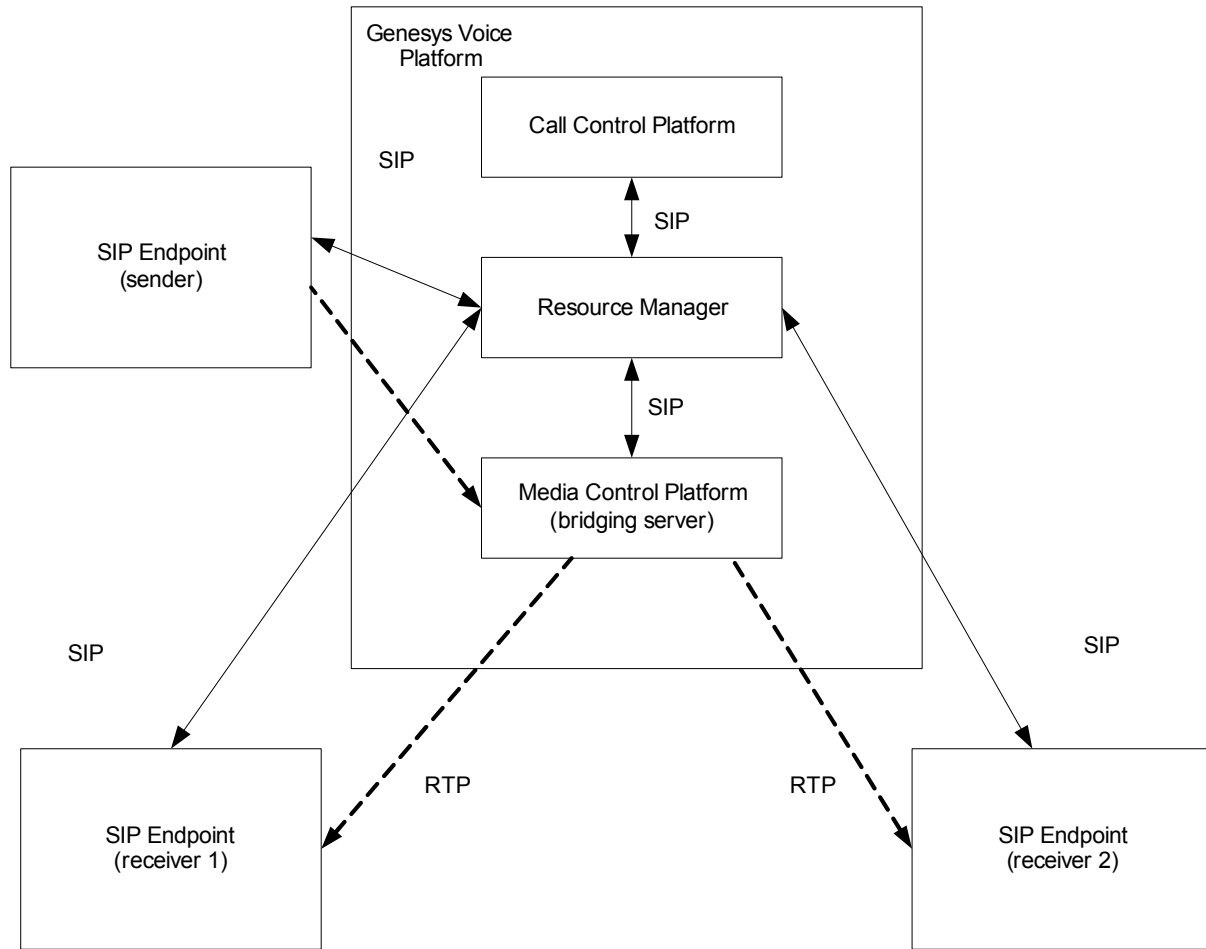 Genesys Voice
Platform
Call Control Platform
SIP
SIP
SIP Endpoint
(sender)
Resource Manager
SIP
Media Control Platform
(bridging server)
SIP
SIP
RTP
RTP
SIP Endpoint
(receiver 1)
SIP Endpoint
(receiver 2)